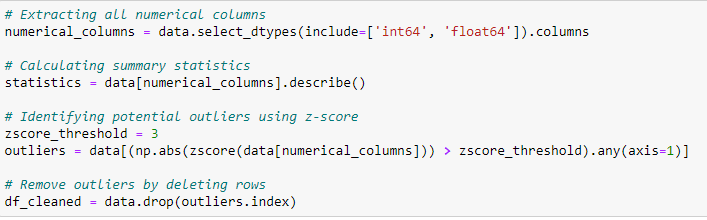 # Extracting all numerical columns
numerical_columns = data.select_dtypes(include=['int64', 'float64']).columns
# Calculating summary statistics
statistics = data[numerical_columns].describe()
# Identifying potential outliers using z-score
zscore_threshold = 3
outliers = data[(np.abs(zscore(data[numerical_columns])) > zscore_threshold).any(axis=1)]
# Remove outliers by deleting rows
df_cleaned = data.drop(outliers.index)